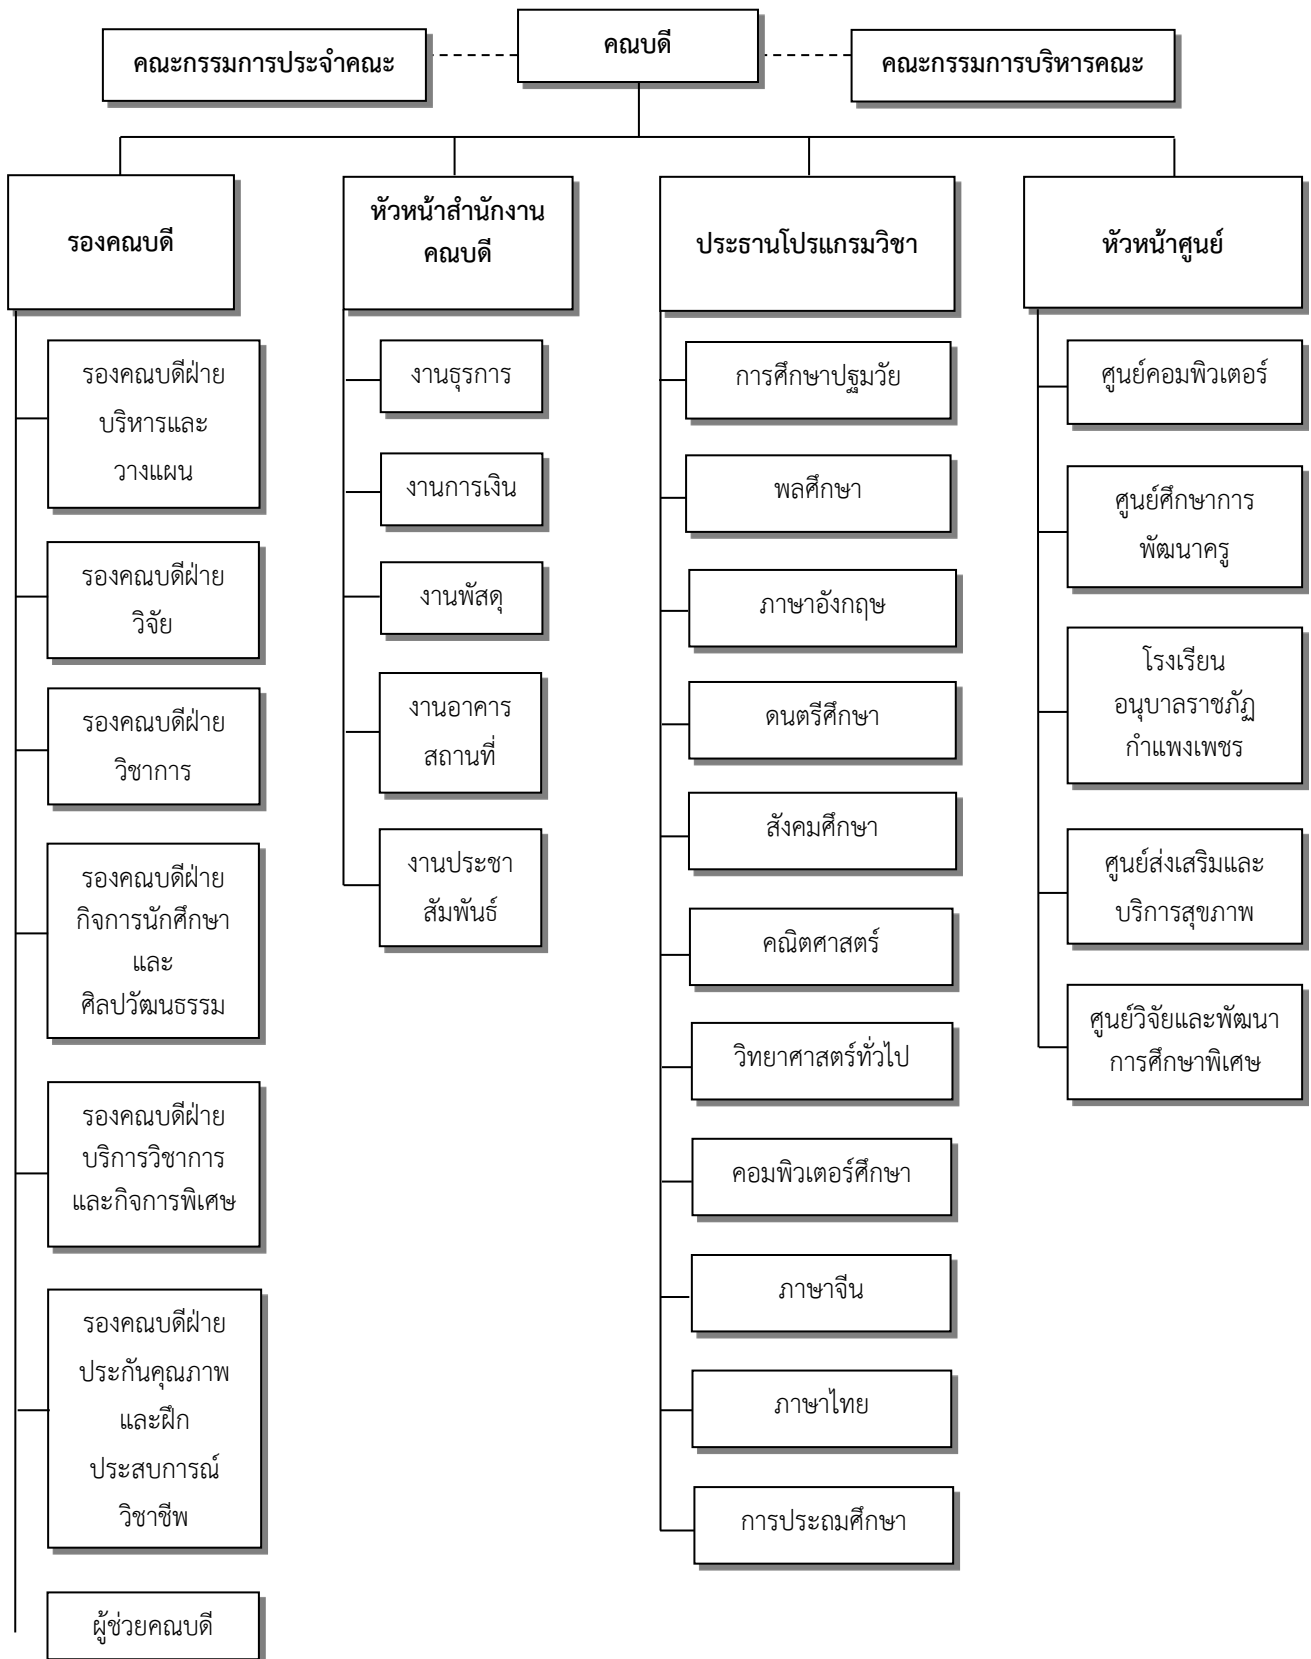 คณบดี
คณะกรรมการประจำคณะ
คณะกรรมการบริหารคณะ
รองคณบดี
หัวหน้าสำนักงาน
คณบดี
ประธานโปรแกรมวิชา
หัวหน้าศูนย์
รองคณบดีฝ่าย
บริหารและ
วางแผน
รองคณบดีฝ่าย
วิจัย
รองคณบดีฝ่าย
วิชาการ
รองคณบดีฝ่าย
กิจการนักศึกษา
และ
ศิลปวัฒนธรรม
รองคณบดีฝ่าย
บริการวิชาการ
และกิจการพิเศษ
รองคณบดีฝ่าย
ประกันคุณภาพ
และฝึก
ประสบการณ์
วิชาชีพ
ผู้ช่วยคณบดี
งานธุรการ
งานการเงิน
งานพัสดุ
งานอาคาร
สถานที่
งานประชา
สัมพันธ์
การศึกษาปฐมวัย
พลศึกษา
ภาษาอังกฤษ
ดนตรีศึกษา
สังคมศึกษา
คณิตศาสตร์
วิทยาศาสตร์ทั่วไป
คอมพิวเตอร์ศึกษา
ภาษาจีน
ภาษาไทย
การประถมศึกษา
ศูนย์คอมพิวเตอร์
ศูนย์ศึกษาการ
พัฒนาครู
โรงเรียน
อนุบาลราชภัฏ
กำแพงเพชร
ศูนย์ส่งเสริมและ
บริการสุขภาพ
ศูนย์วิจัยและพัฒนา
การศึกษาพิเศษ